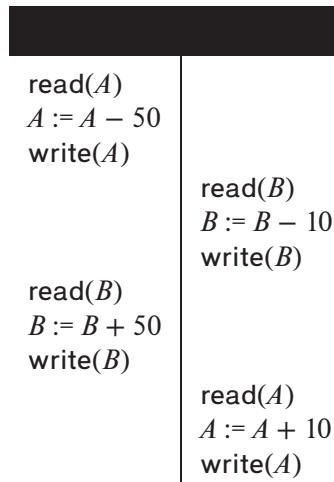 read(A)
A := A − 50
write(A)
read(B)
B := B − 10
write(B)
read(B)
B := B + 50
write(B)
read(A)
A := A + 10
write(A)